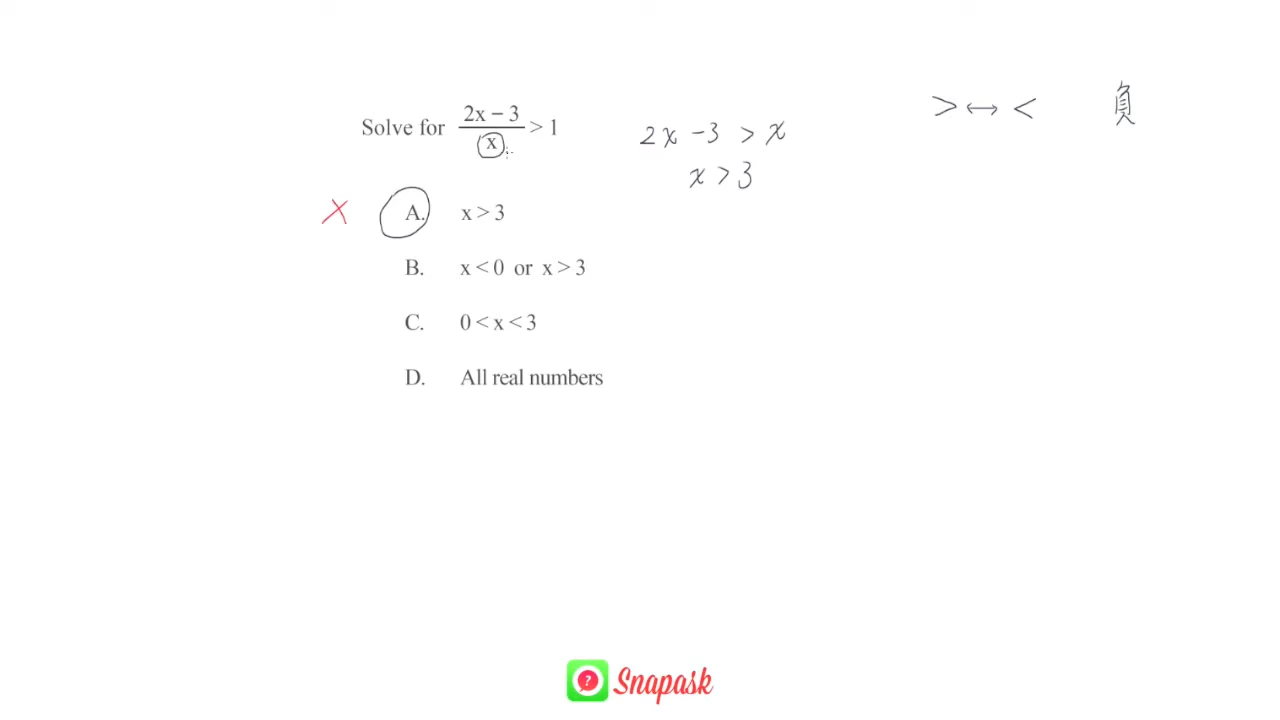 > ↔ < 負
Solve for (2x − 3)/x > 1
2x − 3 > x
x > 3
X A. x > 3
B. x < 0 or x > 3
C. 0 < x < 3
D. All real numbers
? Snapask